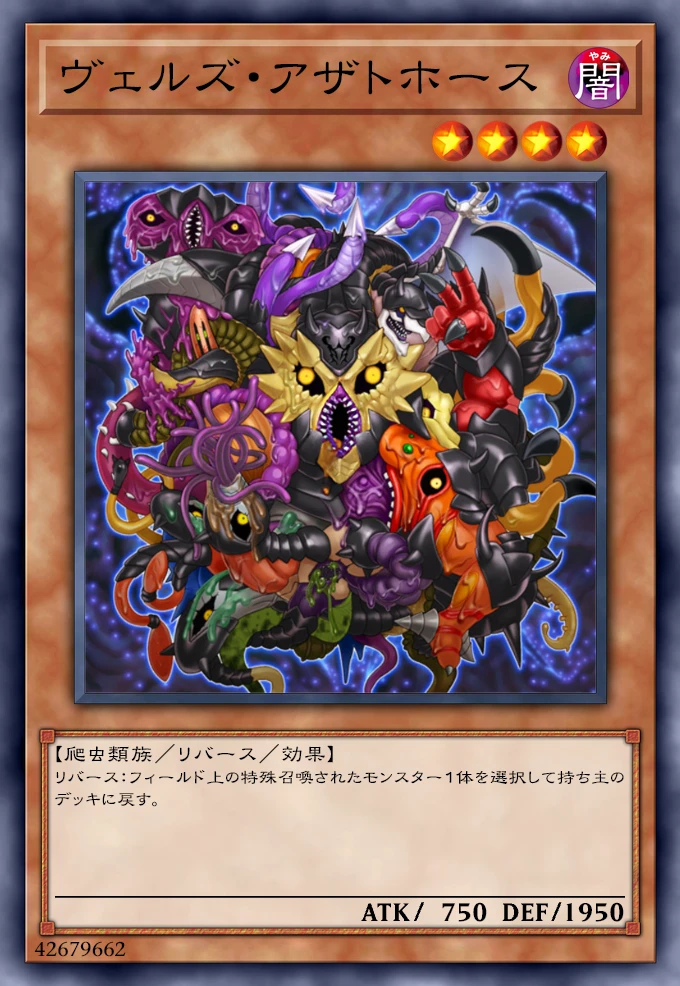 ヴェルズ・アザトホース
やみ
闇
【爬虫類族／リバース／効果】
リバース：フィールド上の特殊召喚されたモンスター１体を選択して持ち主の
デッキに戻す。
ATK/ 750 DEF/1950
42679662